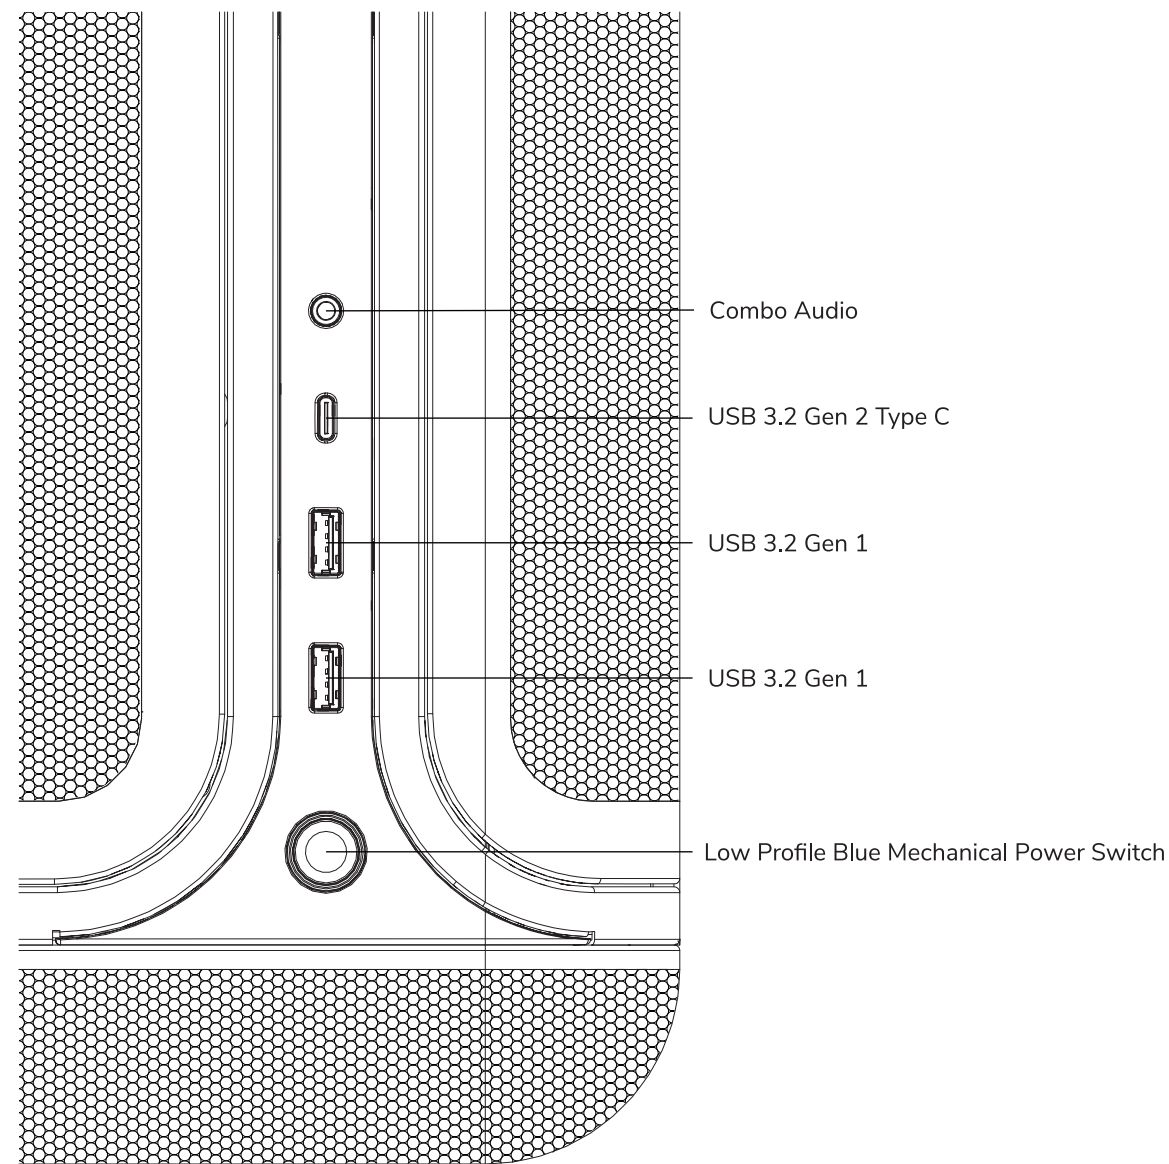 Combo Audio
USB 3.2 Gen 2 Type C
USB 3.2 Gen 1
USB 3.2 Gen 1
Low Profile Blue Mechanical Power Switch